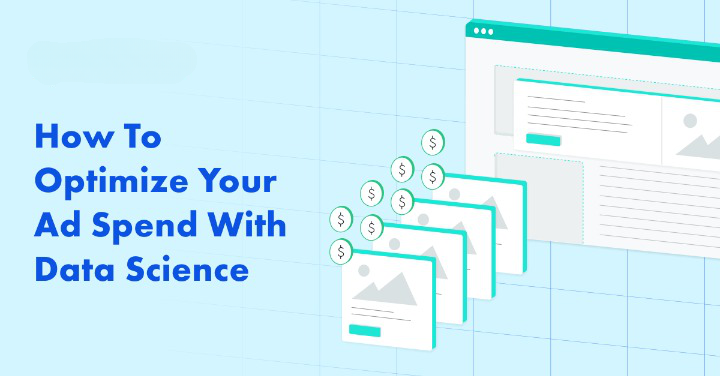 How To
Optimize Your
Ad Spend With
Data Science
$
$
$
$
$
$
$
$